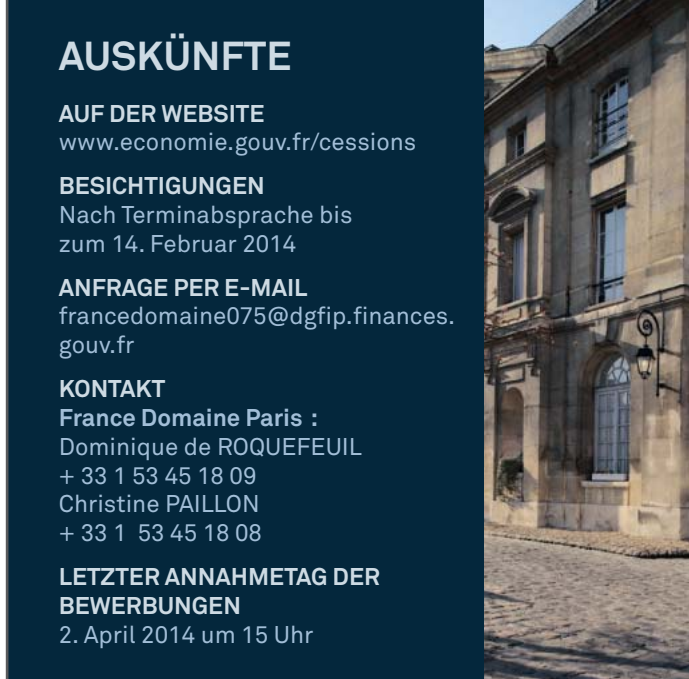 AUSKÜNFTE
AUF DER WEBSITE
www.economie.gouv.fr/cessions
BESICHTIGUNGEN
Nach Terminabsprache bis
zum 14. Februar 2014
ANFRAGE PER E-MAIL
francedomaine075@dgfip.finances.
gouv.fr
KONTAKT
France Domaine Paris :
Dominique de ROQUEFEUIL
+ 33 1 53 45 18 09
Christine PAILLON
+ 33 1  53 45 18 08
LETZTER ANNAHMETAG DER
BEWERBUNGEN
2. April 2014 um 15 Uhr